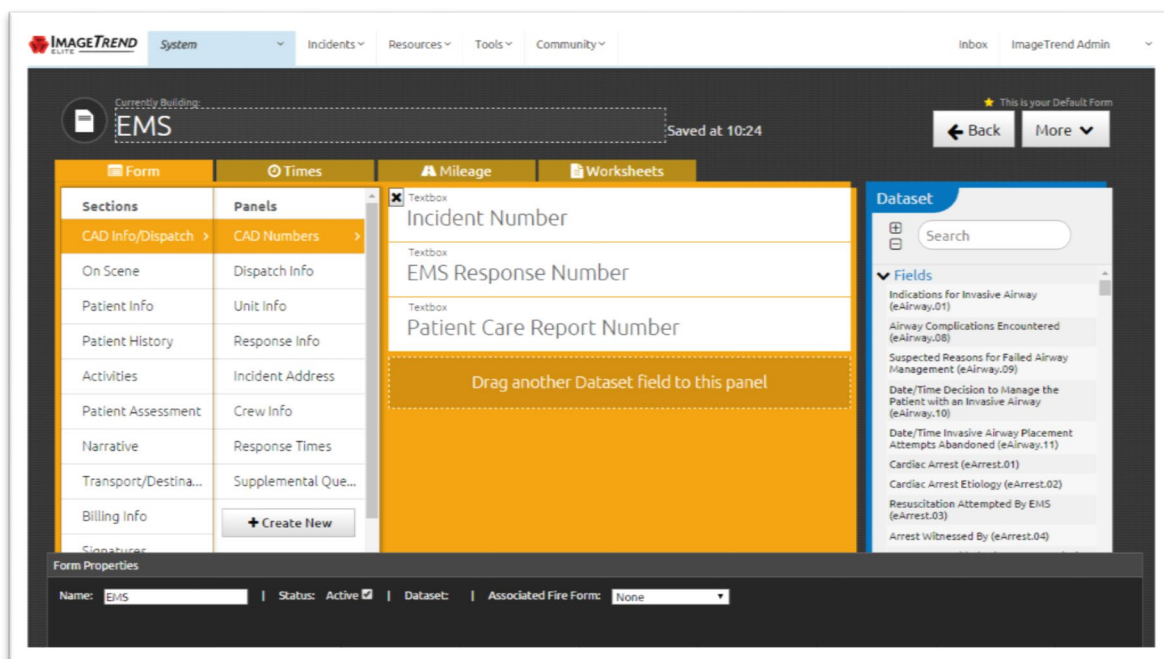 IMAGETREND
ELITE
System
Incidents
Resources
Tools
Community
Inbox
ImageTrend Admin
Currently Building:
EMS
Saved at 10:24
This is your Default Form
Back
More
Form
Times
Mileage
Worksheets
Sections
CAD Info/Dispatch
On Scene
Patient Info
Patient History
Activities
Patient Assessment
Narrative
Transport/Destina...
Billing Info
Signatures
Panels
CAD Numbers
Dispatch Info
Unit Info
Response Info
Incident Address
Crew Info
Response Times
Supplemental Que...
Create New
Textbox
Incident Number
Textbox
EMS Response Number
Textbox
Patient Care Report Number
Drag another Dataset field to this panel
Dataset
Search
Fields
Indications for Invasive Airway
(eAirway.01)
Airway Complications Encountered
(eAirway.08)
Suspected Reasons for Failed Airway
Management (eAirway.09)
Date/Time Decision to Manage the
Patient with an Invasive Airway
(eAirway.10)
Date/Time Invasive Airway Placement
Attempts Abandoned (eAirway.11)
Cardiac Arrest (eArrest.01)
Cardiac Arrest Etiology (eArrest.02)
Resuscitation Attempted By EMS
(eArrest.03)
Arrest Witnessed By (eArrest.04)
Form Properties
Name: EMS | Status: Active | Dataset: | Associated Fire Form: None